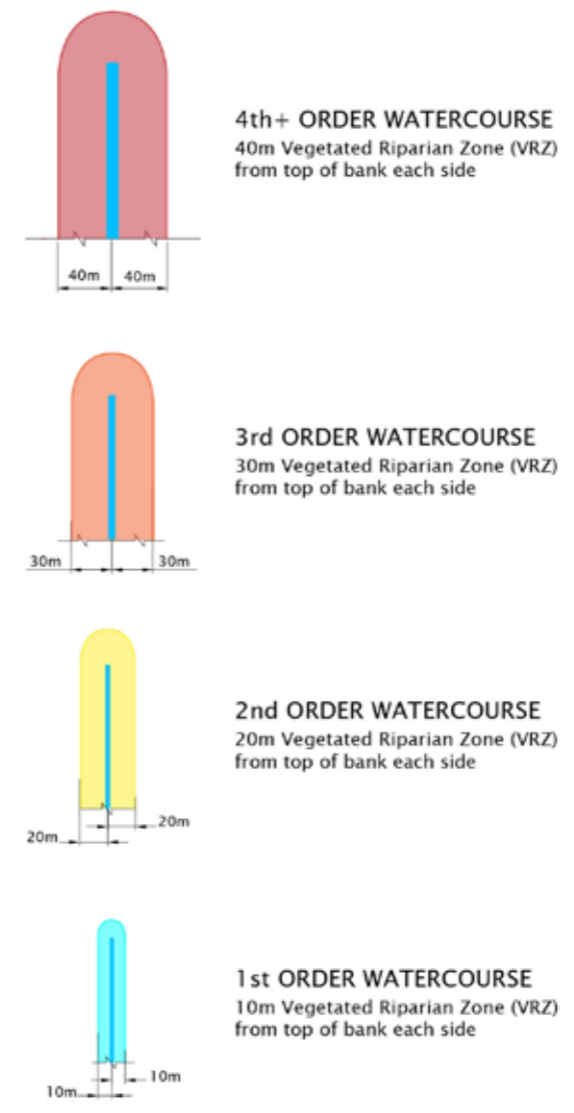 4th+ ORDER WATERCOURSE
40m Vegetated Riparian Zone (VRZ)
from top of bank each side
40m 40m
3rd ORDER WATERCOURSE
30m Vegetated Riparian Zone (VRZ)
from top of bank each side
30m 30m
2nd ORDER WATERCOURSE
20m Vegetated Riparian Zone (VRZ)
from top of bank each side
20m
20m
1st ORDER WATERCOURSE
10m Vegetated Riparian Zone (VRZ)
from top of bank each side
10m
10m